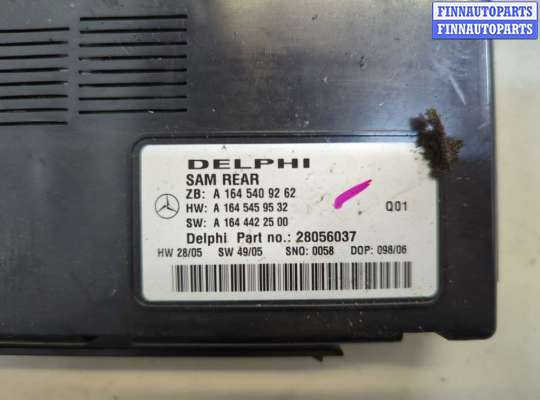 FINNAUTOPARTS
FINNAUTOPARTS
DELPHI
SAM REAR
ZB: A 164 540 92 62
HW: A 164 545 95 32
SW: A 164 442 25 00
Q01
Delphi Part no.: 28056037
HW 28/05 SW 49/05 SNO: 0058 DOP: 098/06